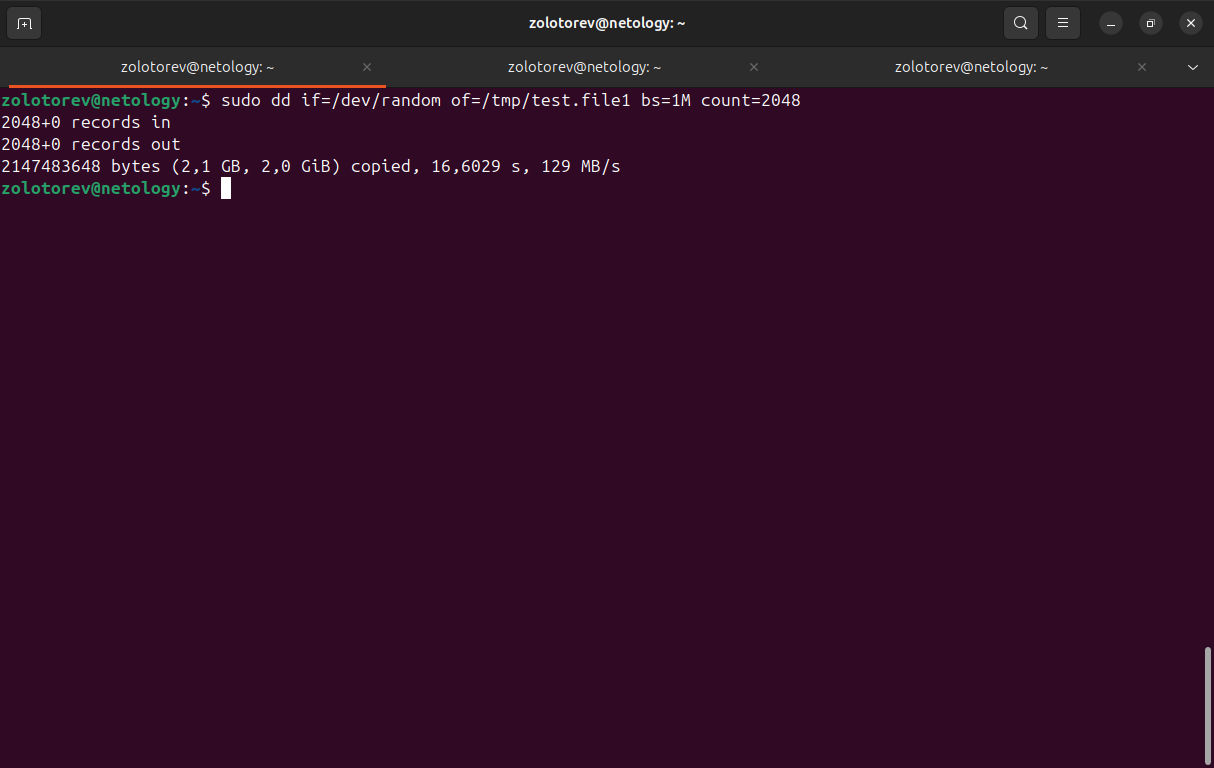 zolotorev@netology: ~
zolotorev@netology: ~
zolotorev@netology: ~
zolotorev@netology: ~
zolotorev@netology:~$ sudo dd if=/dev/random of=/tmp/test.file1 bs=1M count=2048
2048+0 records in
2048+0 records out
2147483648 bytes (2,1 GB, 2,0 GiB) copied, 16,6029 s, 129 MB/s
zolotorev@netology:~$